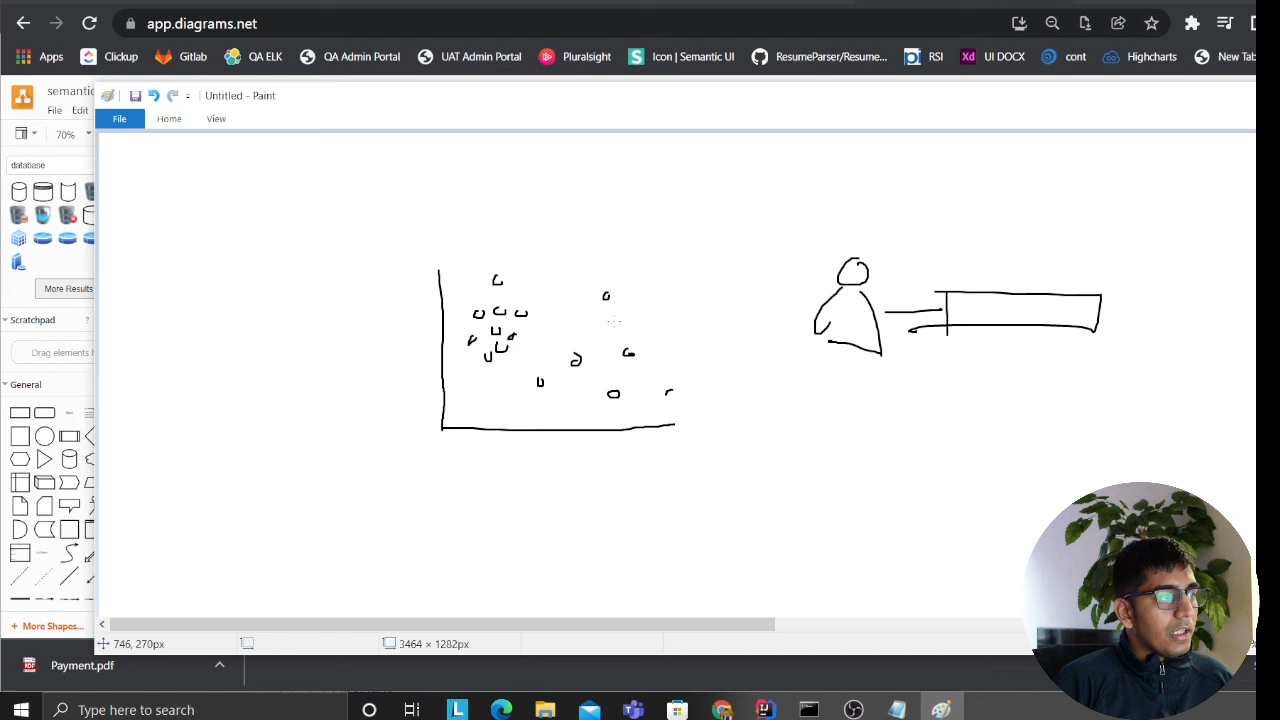 app.diagrams.net
Apps Clickup Gitlab QA ELK QA Admin Portal UAT Admin Portal Pluralsight Icon | Semantic UI ResumeParser/Resume... RSI UI DOCX cont Highcharts New Tab
semantic
File Edit
70%
database
More Results
Scratchpad
Drag elements h
General
More Shapes...
Untitled - Paint
File Home View
746, 270px
3464 × 1282px
Payment.pdf
Type here to search